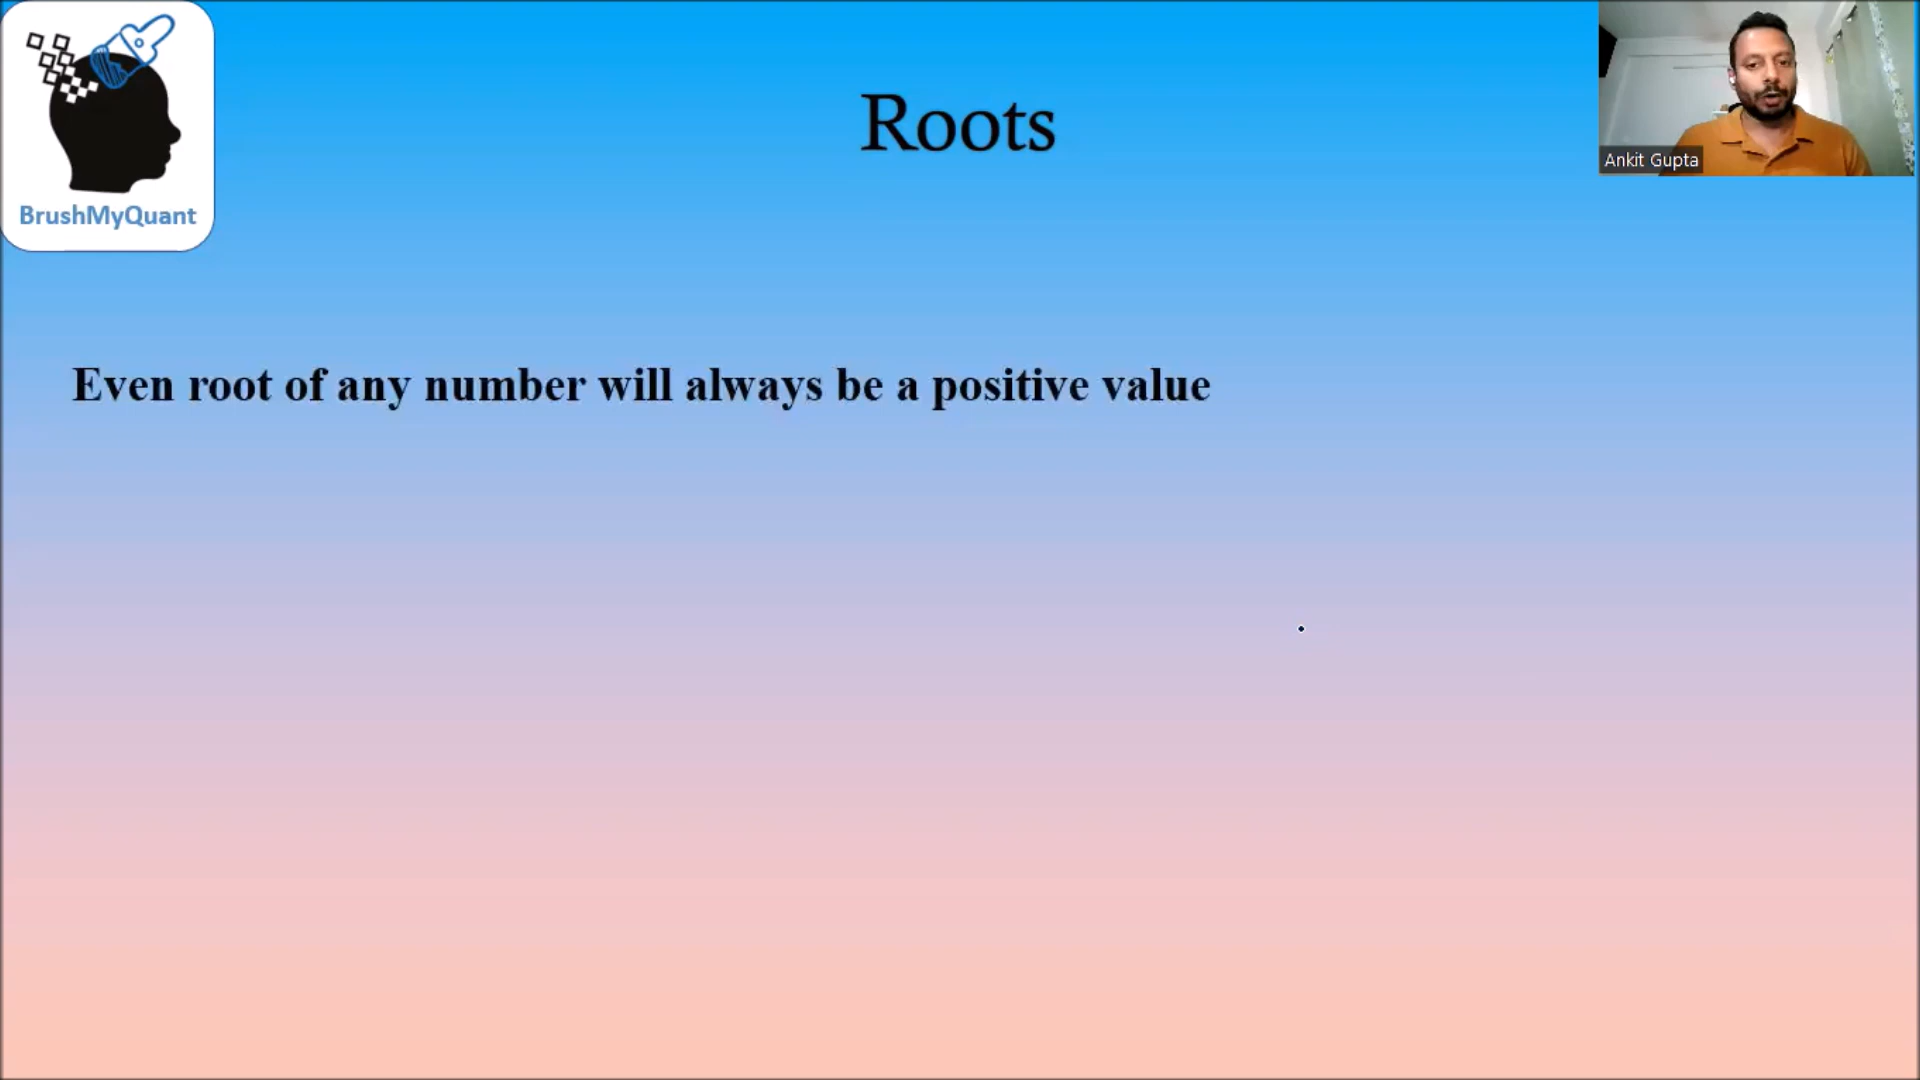 BrushMyQuant
Roots
Ankit Gupta
Even root of any number will always be a positive value